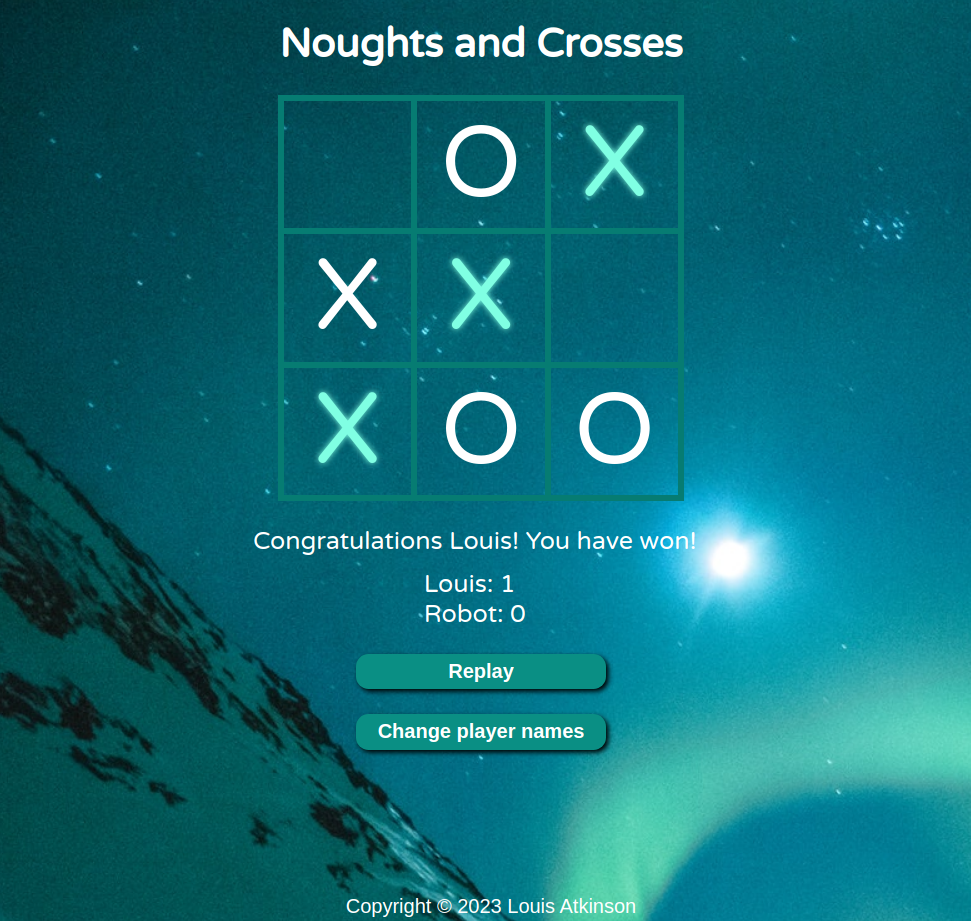 Noughts and Crosses
O X
X X
X O O
Congratulations Louis! You have won!
Louis: 1
Robot: 0
Replay
Change player names
Copyright © 2023 Louis Atkinson